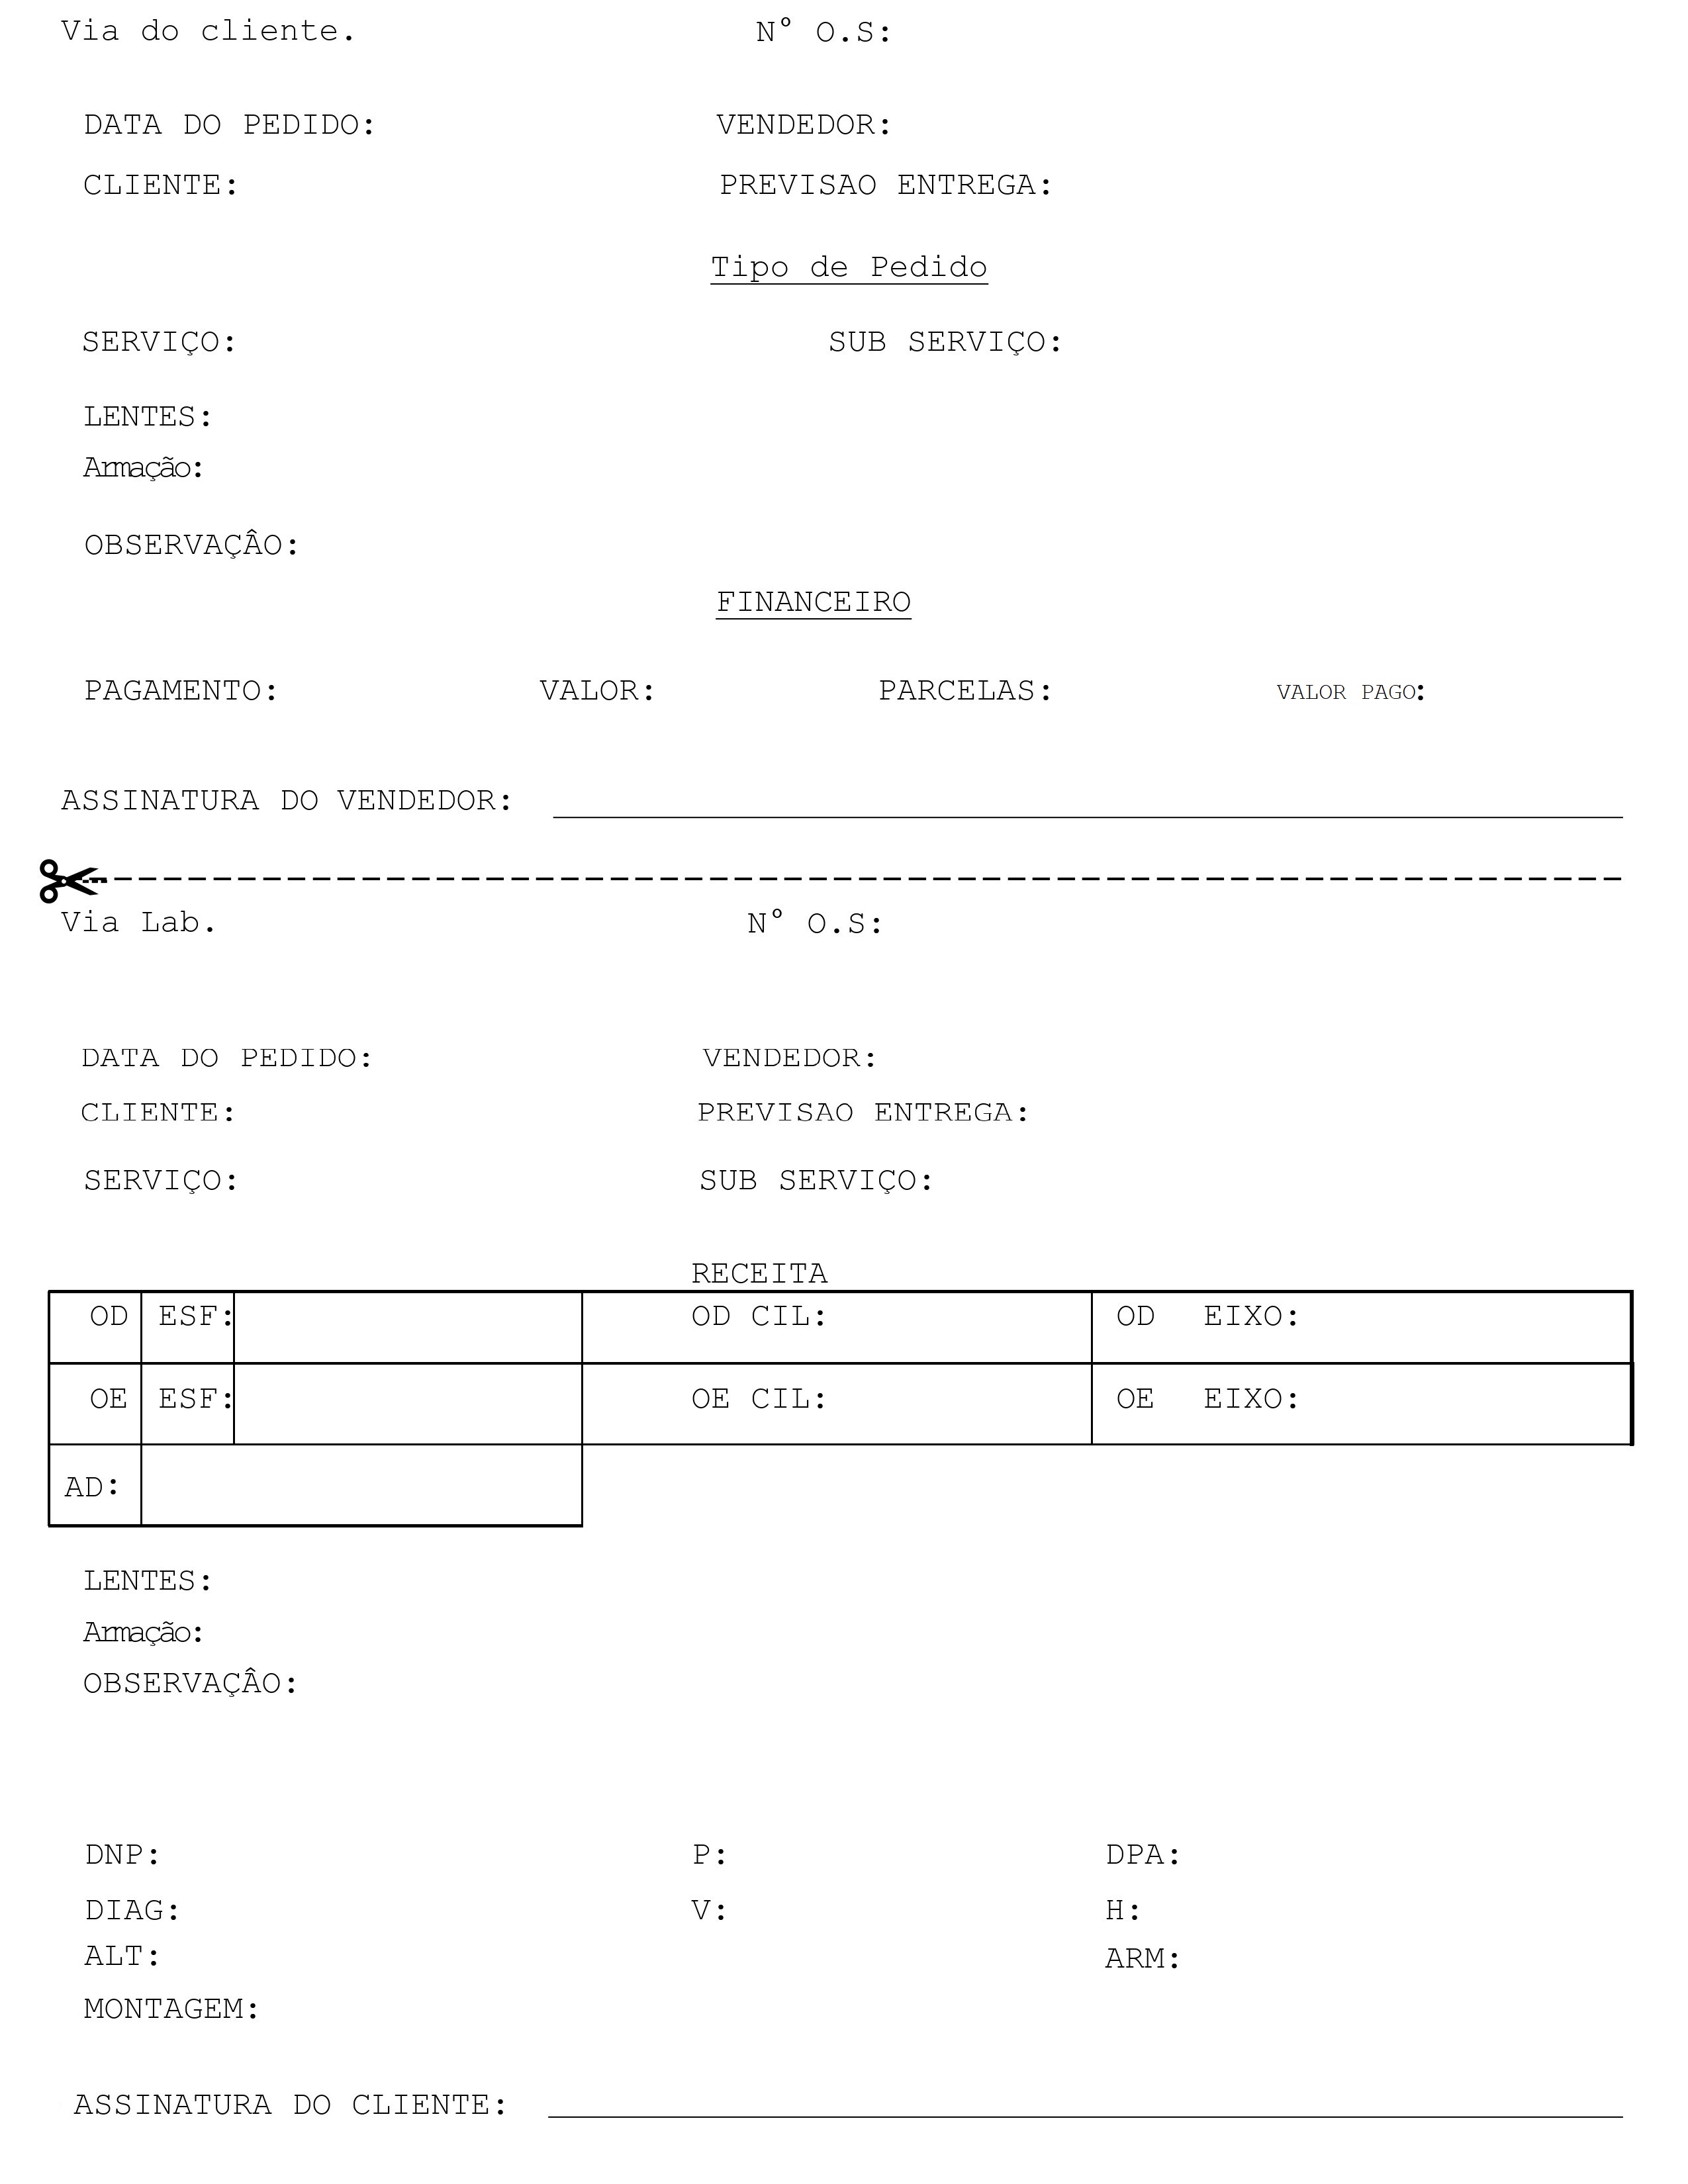 Via do cliente. N° O.S:
DATA DO PEDIDO: VENDEDOR:
CLIENTE: PREVISAO ENTREGA:
Tipo de Pedido
SERVIÇO: SUB SERVIÇO:
LENTES:
Armação:
OBSERVAÇÂO:
FINANCEIRO
PAGAMENTO: VALOR: PARCELAS: VALOR PAGO:
ASSINATURA DO VENDEDOR:
Via Lab. N° O.S:
DATA DO PEDIDO: VENDEDOR:
CLIENTE: PREVISAO ENTREGA:
SERVIÇO: SUB SERVIÇO:
RECEITA
OD ESF: OD CIL: OD EIXO:
OE ESF: OE CIL: OE EIXO:
AD:
LENTES:
Armação:
OBSERVAÇÂO:
DNP: P: DPA:
DIAG: V: H:
ALT: ARM:
MONTAGEM:
ASSINATURA DO CLIENTE: